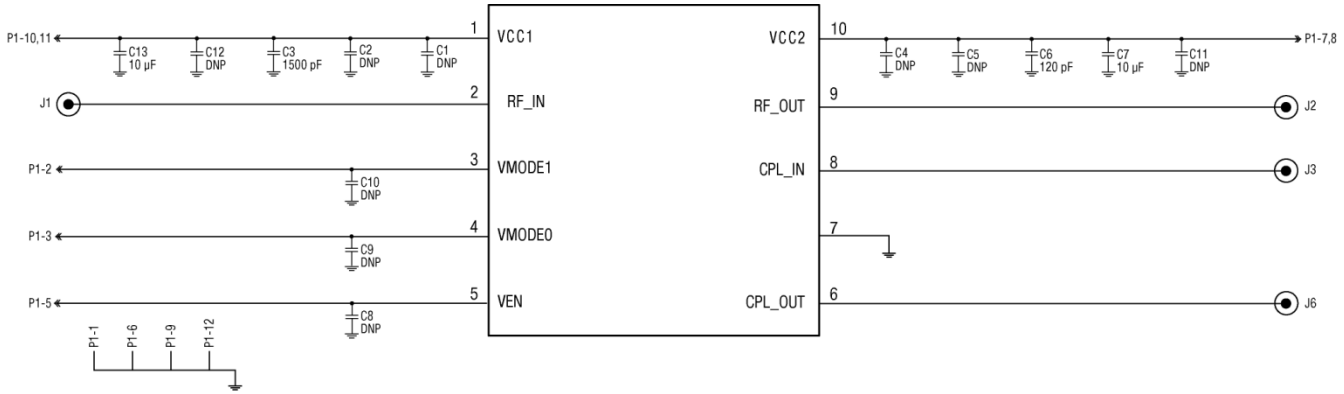 P1-10,11
C13
10 µF
C12
DNP
C3
1500 pF
C2
DNP
C1
DNP
1
VCC1
VCC2
10
C4
DNP
C5
DNP
C6
120 pF
C7
10 µF
C11
DNP
P1-7,8
J1
2
RF_IN
RF_OUT
9
J2
P1-2
C10
DNP
3
VMODE1
CPL_IN
8
J3
P1-3
C9
DNP
4
VMODE0
7
P1-5
C8
DNP
5
VEN
CPL_OUT
6
J6
P1-1
P1-6
P1-9
P1-12